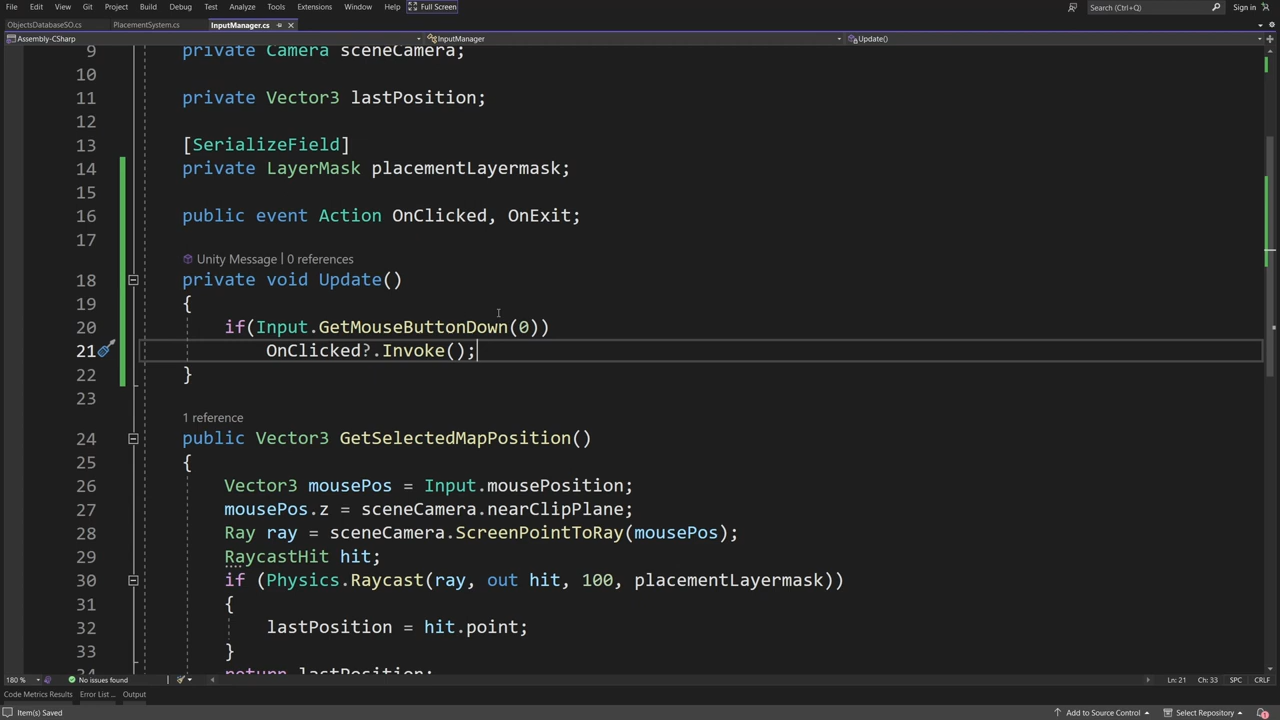 File Edit View Git Project Build Debug Test Analyze Tools Extensions Window Help Full Screen Search (Ctrl+Q) Sign in
ObjectsDatabaseSO.cs PlacementSystem.cs InputManager.cs
Assembly-CSharp InputManager Update()
9 private Camera sceneCamera;
10
11 private Vector3 lastPosition;
12
13 [SerializeField]
14 private LayerMask placementLayermask;
15
16 public event Action OnClicked, OnExit;
17
Unity Message | 0 references
18 private void Update()
19 {
20 if(Input.GetMouseButtonDown(0))
21 OnClicked?.Invoke();
22 }
23
1 reference
24 public Vector3 GetSelectedMapPosition()
25 {
26 Vector3 mousePos = Input.mousePosition;
27 mousePos.z = sceneCamera.nearClipPlane;
28 Ray ray = sceneCamera.ScreenPointToRay(mousePos);
29 RaycastHit hit;
30 if (Physics.Raycast(ray, out hit, 100, placementLayermask))
31 {
32 lastPosition = hit.point;
33 }
34 return lastPosition;
180 % No issues found Ln: 21 Ch: 33 SPC CRLF
Code Metrics Results Error List ... Output
Item(s) Saved Add to Source Control Select Repository